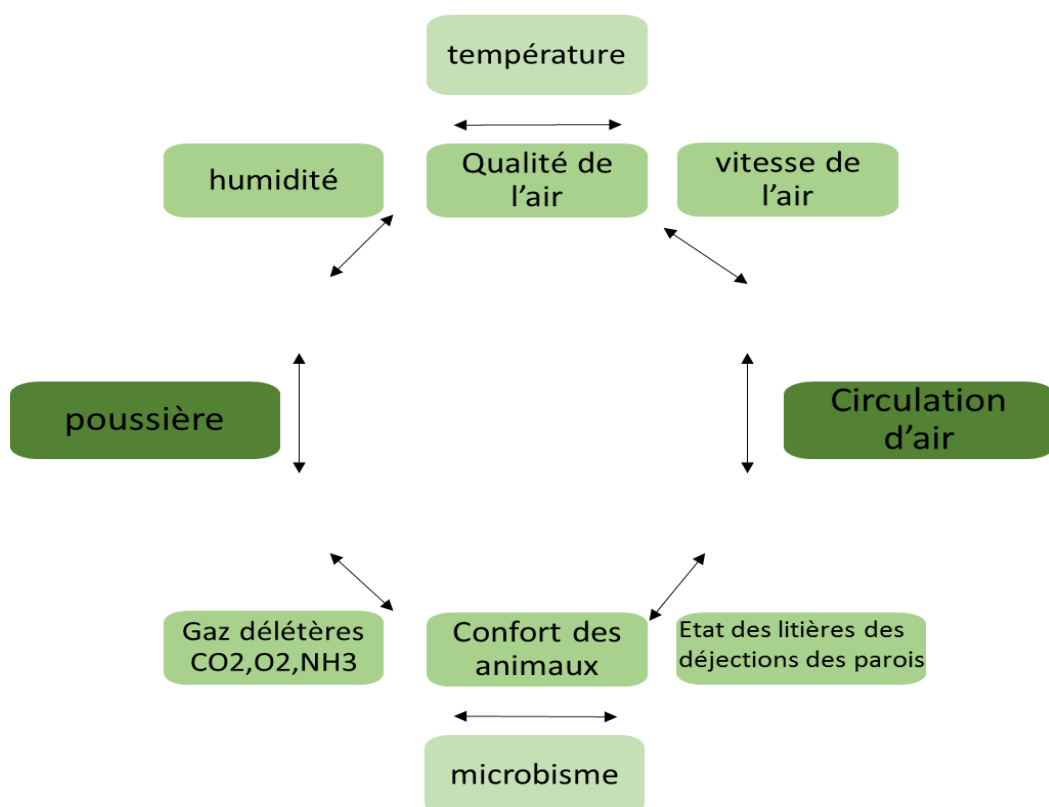 température
humidité
Qualité de
l’air
vitesse de
l’air
poussière
Circulation
d’air
Gaz délétères
CO2,O2,NH3
Confort des
animaux
Etat des litières des
déjections des parois
microbisme